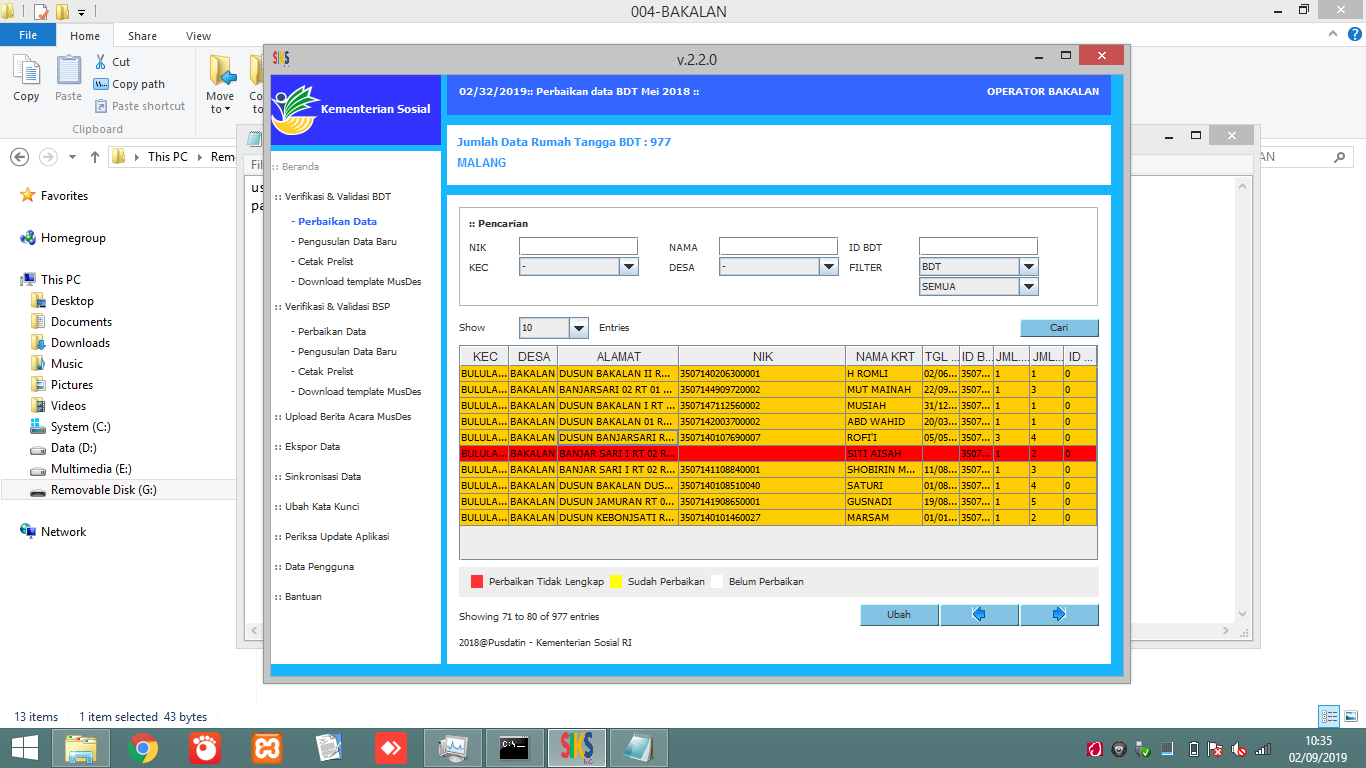 004-BAKALAN
File Home Share View
Copy
Paste
Cut
Copy path
Paste shortcut
Clipboard
Move to
This PC
Favorites
Homegroup
This PC
Desktop
Documents
Downloads
Music
Pictures
Videos
System (C:)
Data (D:)
Multimedia (E:)
Removable Disk (G:)
Network
13 items 1 item selected 43 bytes
SIKS
v.2.2.0
Kementerian Sosial
02/32/2019:: Perbaikan data BDT Mei 2018 ::
OPERATOR BAKALAN
:: Beranda
:: Verifikasi & Validasi BDT
- Perbaikan Data
- Pengusulan Data Baru
- Cetak Prelist
- Download template MusDes
:: Verifikasi & Validasi BSP
- Perbaikan Data
- Pengusulan Data Baru
- Cetak Prelist
- Download template MusDes
:: Upload Berita Acara MusDes
:: Ekspor Data
:: Sinkronisasi Data
:: Ubah Kata Kunci
:: Periksa Update Aplikasi
:: Data Pengguna
:: Bantuan
Jumlah Data Rumah Tangga BDT : 977
MALANG
:: Pencarian
NIK NAMA ID BDT
KEC - DESA - FILTER BDT
SEMUA
Show 10 Entries Cari
KEC DESA ALAMAT NIK NAMA KRT TGL ... ID B... JML... JML... ID ...
BULULA... BAKALAN DUSUN BAKALAN II R... 3507140206300001 H ROMLI 02/06... 3507... 1 1 0
BULULA... BAKALAN BANJARSARI 02 RT 01 ... 3507144909720002 MUT MAINAH 22/09... 3507... 1 3 0
BULULA... BAKALAN DUSUN BAKALAN I RT ... 3507147112560002 MUSIAH 31/12... 3507... 1 1 0
BULULA... BAKALAN DUSUN BAKALAN 01 R... 3507142003700002 ABD WAHID 20/03... 3507... 1 1 0
BULULA... BAKALAN DUSUN BANJARSARI R... 3507140107690007 ROFI'I 05/05... 3507... 3 4 0
BULULA... BAKALAN BANJAR SARI I RT 02 R... SITI AISAH 3507... 1 2 0
BULULA... BAKALAN BANJAR SARI I RT 02 R... 3507141108840001 SHOBIRIN M... 11/08... 3507... 1 3 0
BULULA... BAKALAN DUSUN BAKALAN DUS... 3507140108510040 SATURI 01/08... 3507... 1 4 0
BULULA... BAKALAN DUSUN JAMURAN RT 0... 3507141908650001 GUSNADI 19/08... 3507... 1 5 0
BULULA... BAKALAN DUSUN KEBONJSATI R... 3507140101460027 MARSAM 01/01... 3507... 1 2 0
Perbaikan Tidak Lengkap Sudah Perbaikan Belum Perbaikan
Showing 71 to 80 of 977 entries Ubah
2018@Pusdatin - Kementerian Sosial RI
SIKS
NG
10:35
02/09/2019